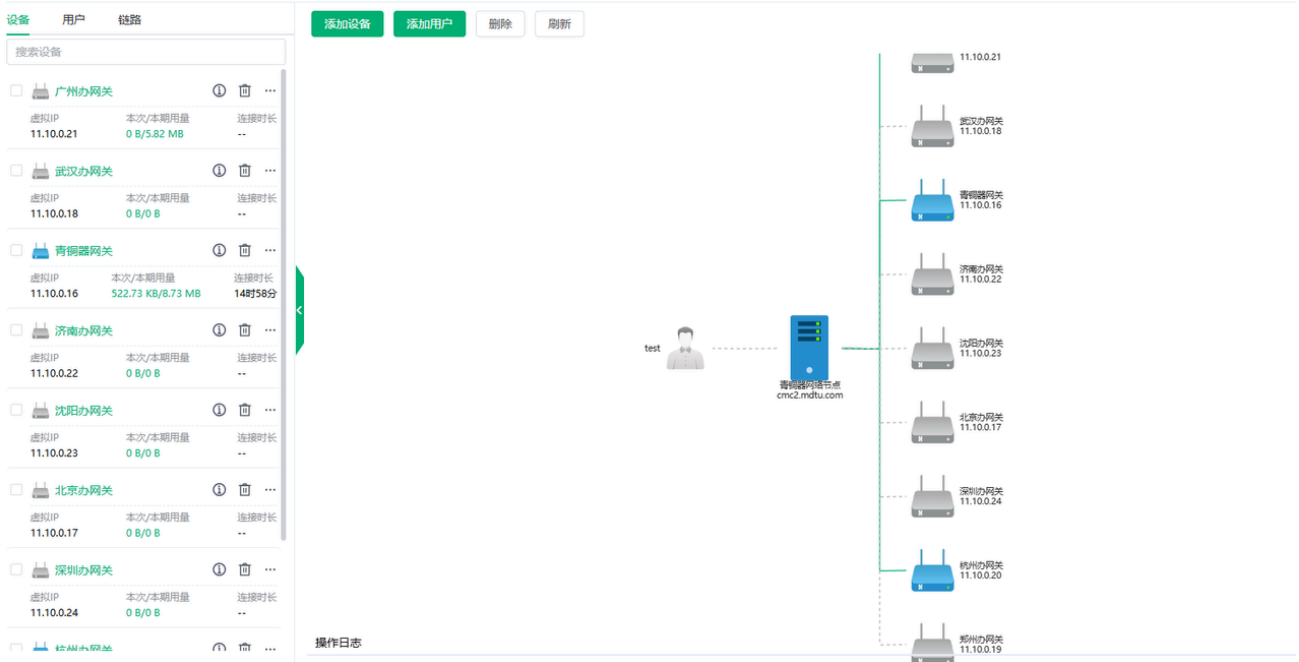 设备 用户 链路
搜索设备
广州办网关
虚拟IP 本次/本期用量 连接时长
11.10.0.21 0 B/5.82 MB --
武汉办网关
虚拟IP 本次/本期用量 连接时长
11.10.0.18 0 B/0 B --
青铜器网关
虚拟IP 本次/本期用量 连接时长
11.10.0.16 522.73 KB/8.73 MB 14时58分
济南办网关
虚拟IP 本次/本期用量 连接时长
11.10.0.22 0 B/0 B --
沈阳办网关
虚拟IP 本次/本期用量 连接时长
11.10.0.23 0 B/0 B --
北京办网关
虚拟IP 本次/本期用量 连接时长
11.10.0.17 0 B/0 B --
深圳办网关
虚拟IP 本次/本期用量 连接时长
11.10.0.24 0 B/0 B --
杭州办网关
添加设备 添加用户 删除 刷新
11.10.0.21
武汉办网关
11.10.0.18
青铜器网关
11.10.0.16
济南办网关
11.10.0.22
test
青铜器网络节点
cmc2.mdtu.com
沈阳办网关
11.10.0.23
北京办网关
11.10.0.17
深圳办网关
11.10.0.24
杭州办网关
11.10.0.20
郑州办网关
11.10.0.19
操作日志